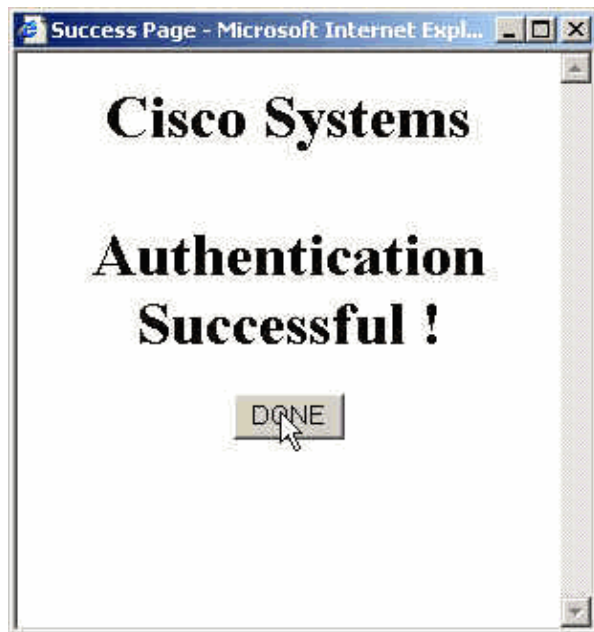 Success Page - Microsoft Internet Expl...
Cisco Systems
Authentication
Successful !
DONE